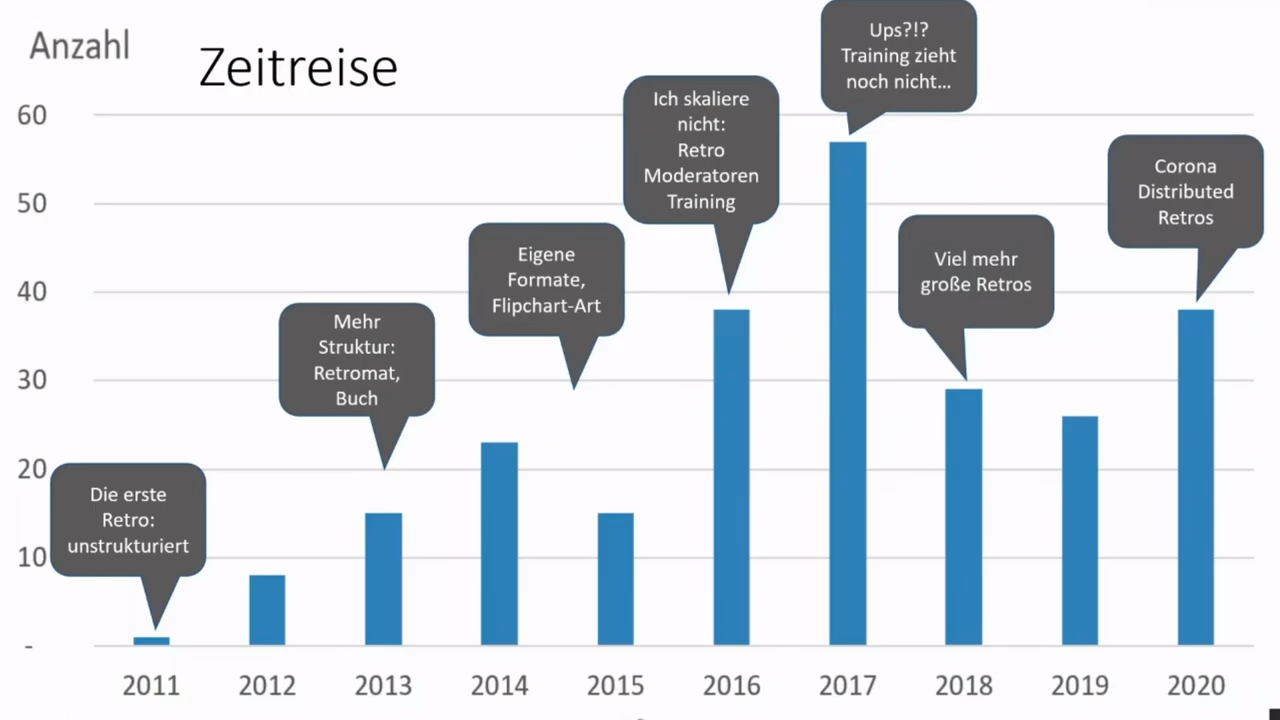 Anzahl
Zeitreise
60
50
40
30
20
10
-
Die erste
Retro:
unstrukturiert
Mehr
Struktur:
Retromat,
Buch
Eigene
Formate,
Flipchart-Art
Ich skaliere
nicht:
Retro
Moderatoren
Training
Ups?!?
Training zieht
noch nicht...
Viel mehr
große Retros
Corona
Distributed
Retros
2011 2012 2013 2014 2015 2016 2017 2018 2019 2020